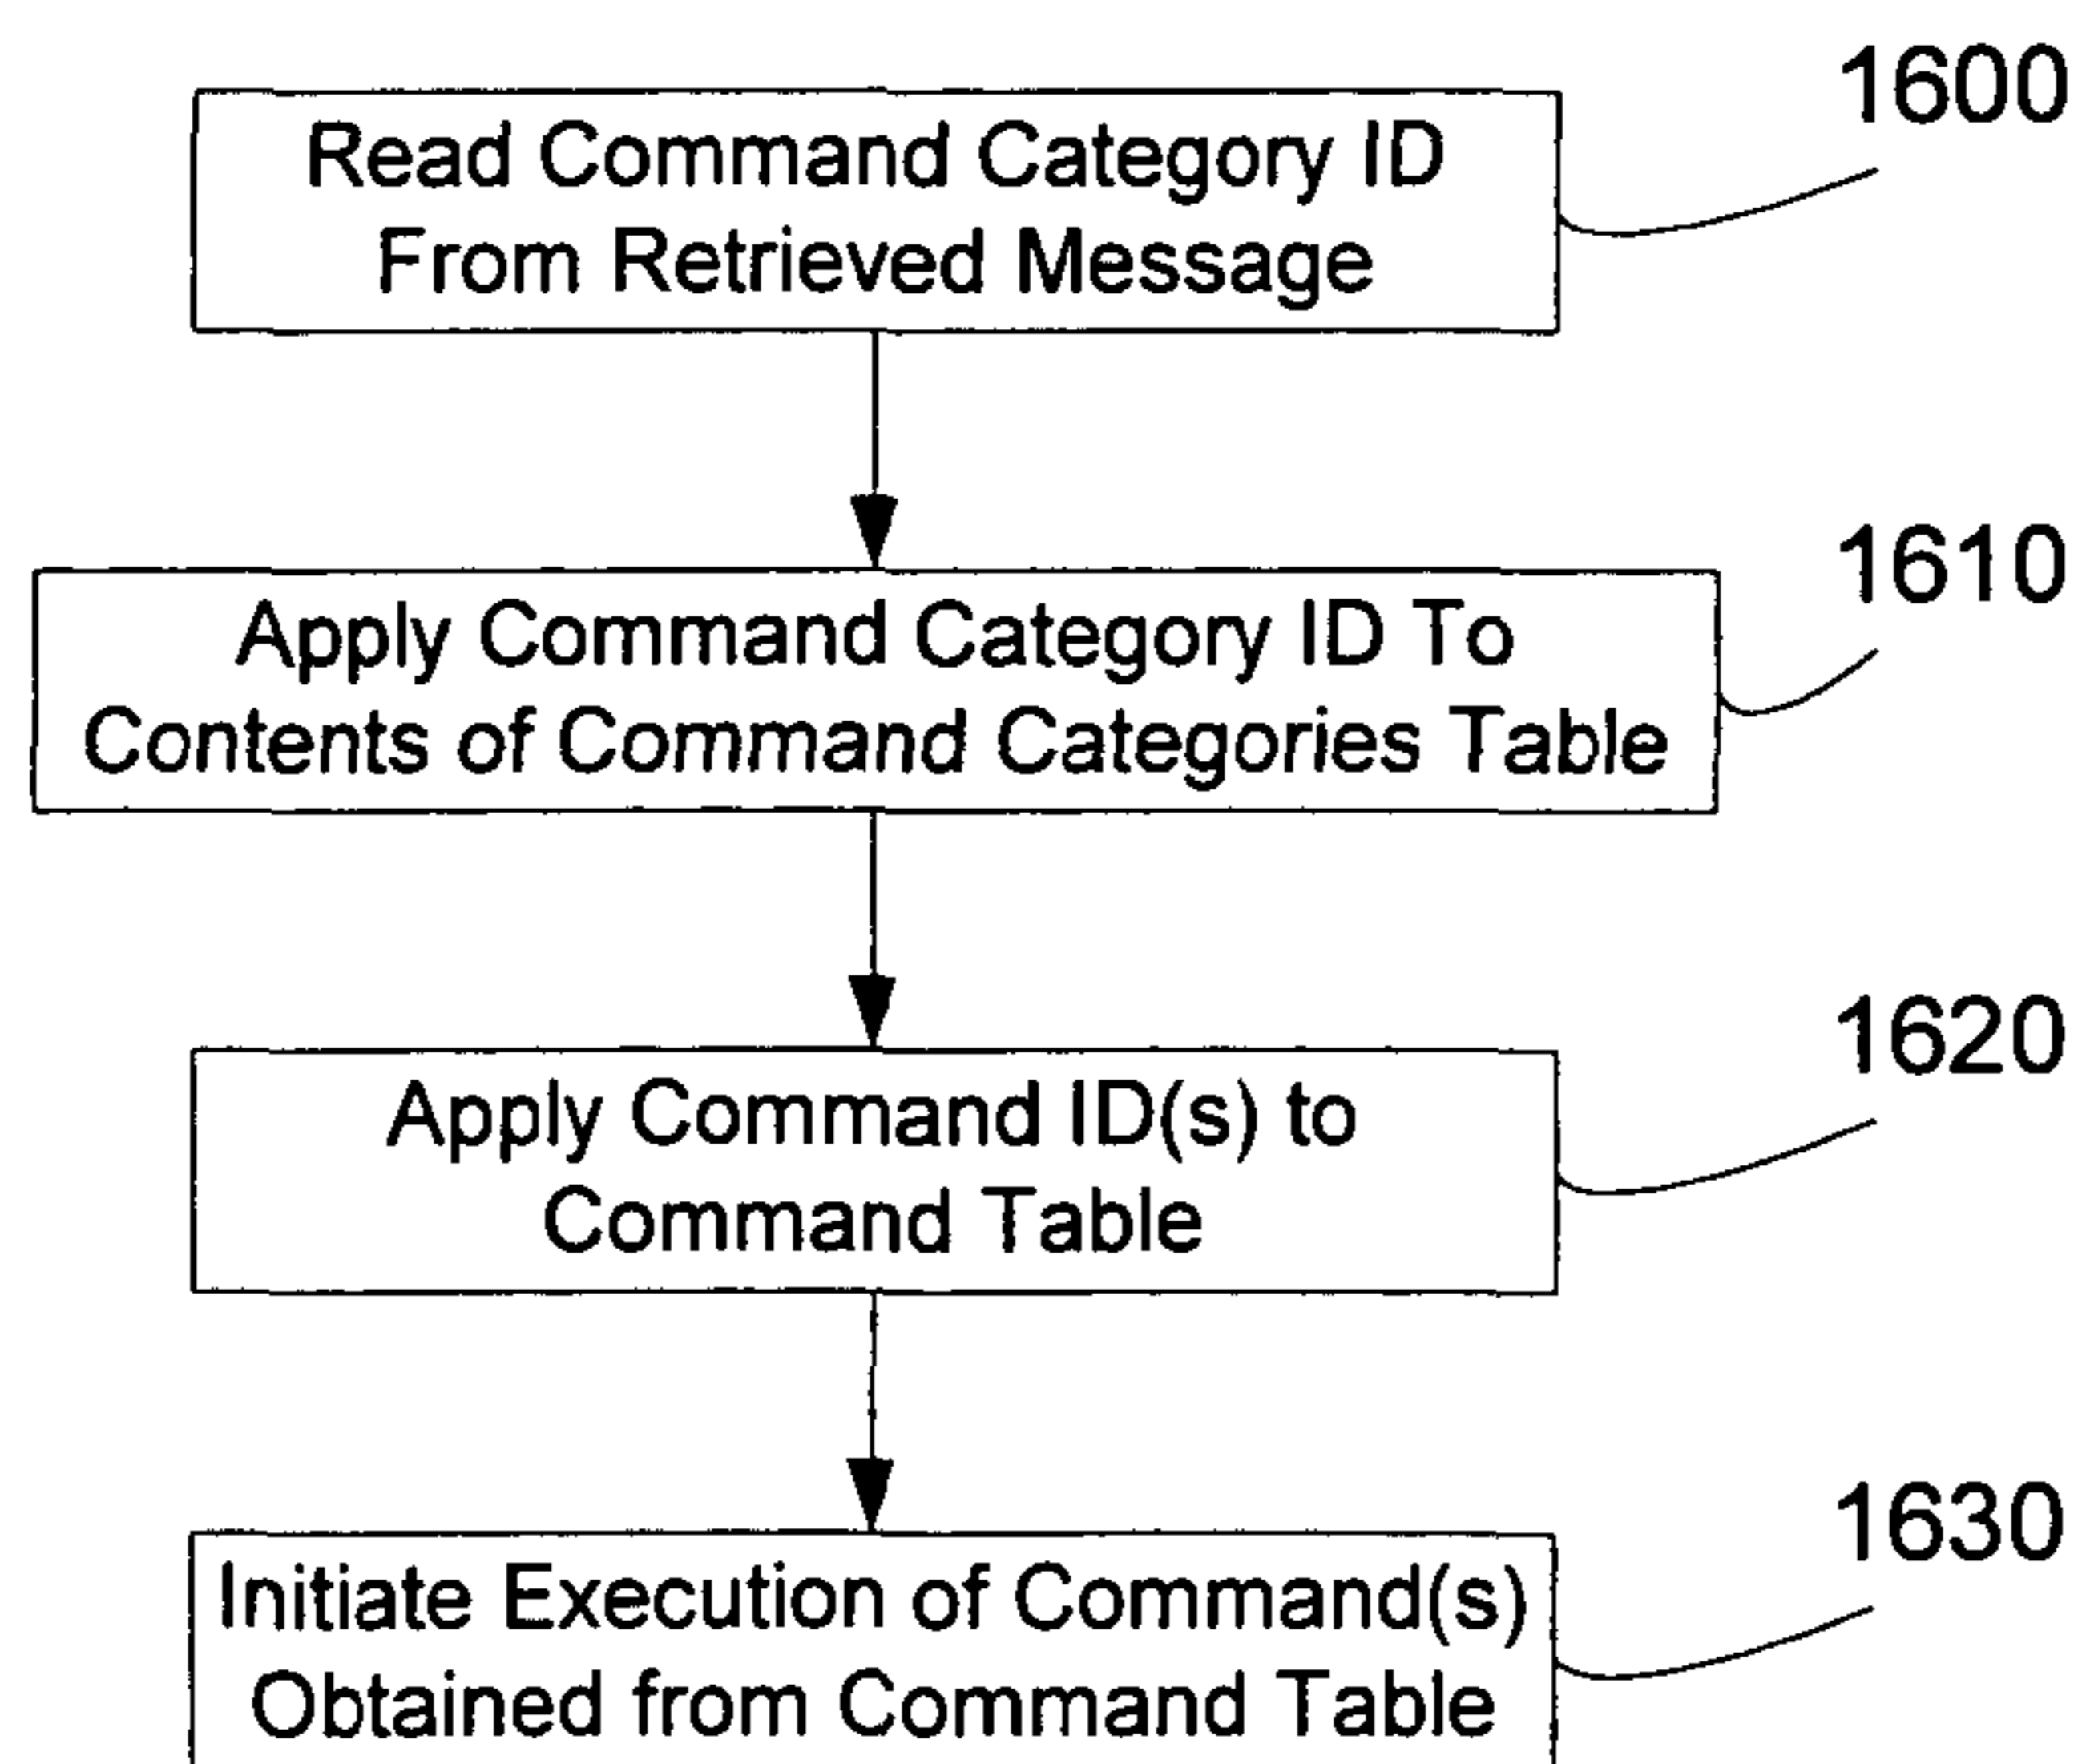 1600
Read Command Category ID
From Retrieved Message
1610
Apply Command Category ID To
Contents of Command Categories Table
1620
Apply Command ID(s) to
Command Table
1630
Initiate Execution of Command(s)
Obtained from Command Table